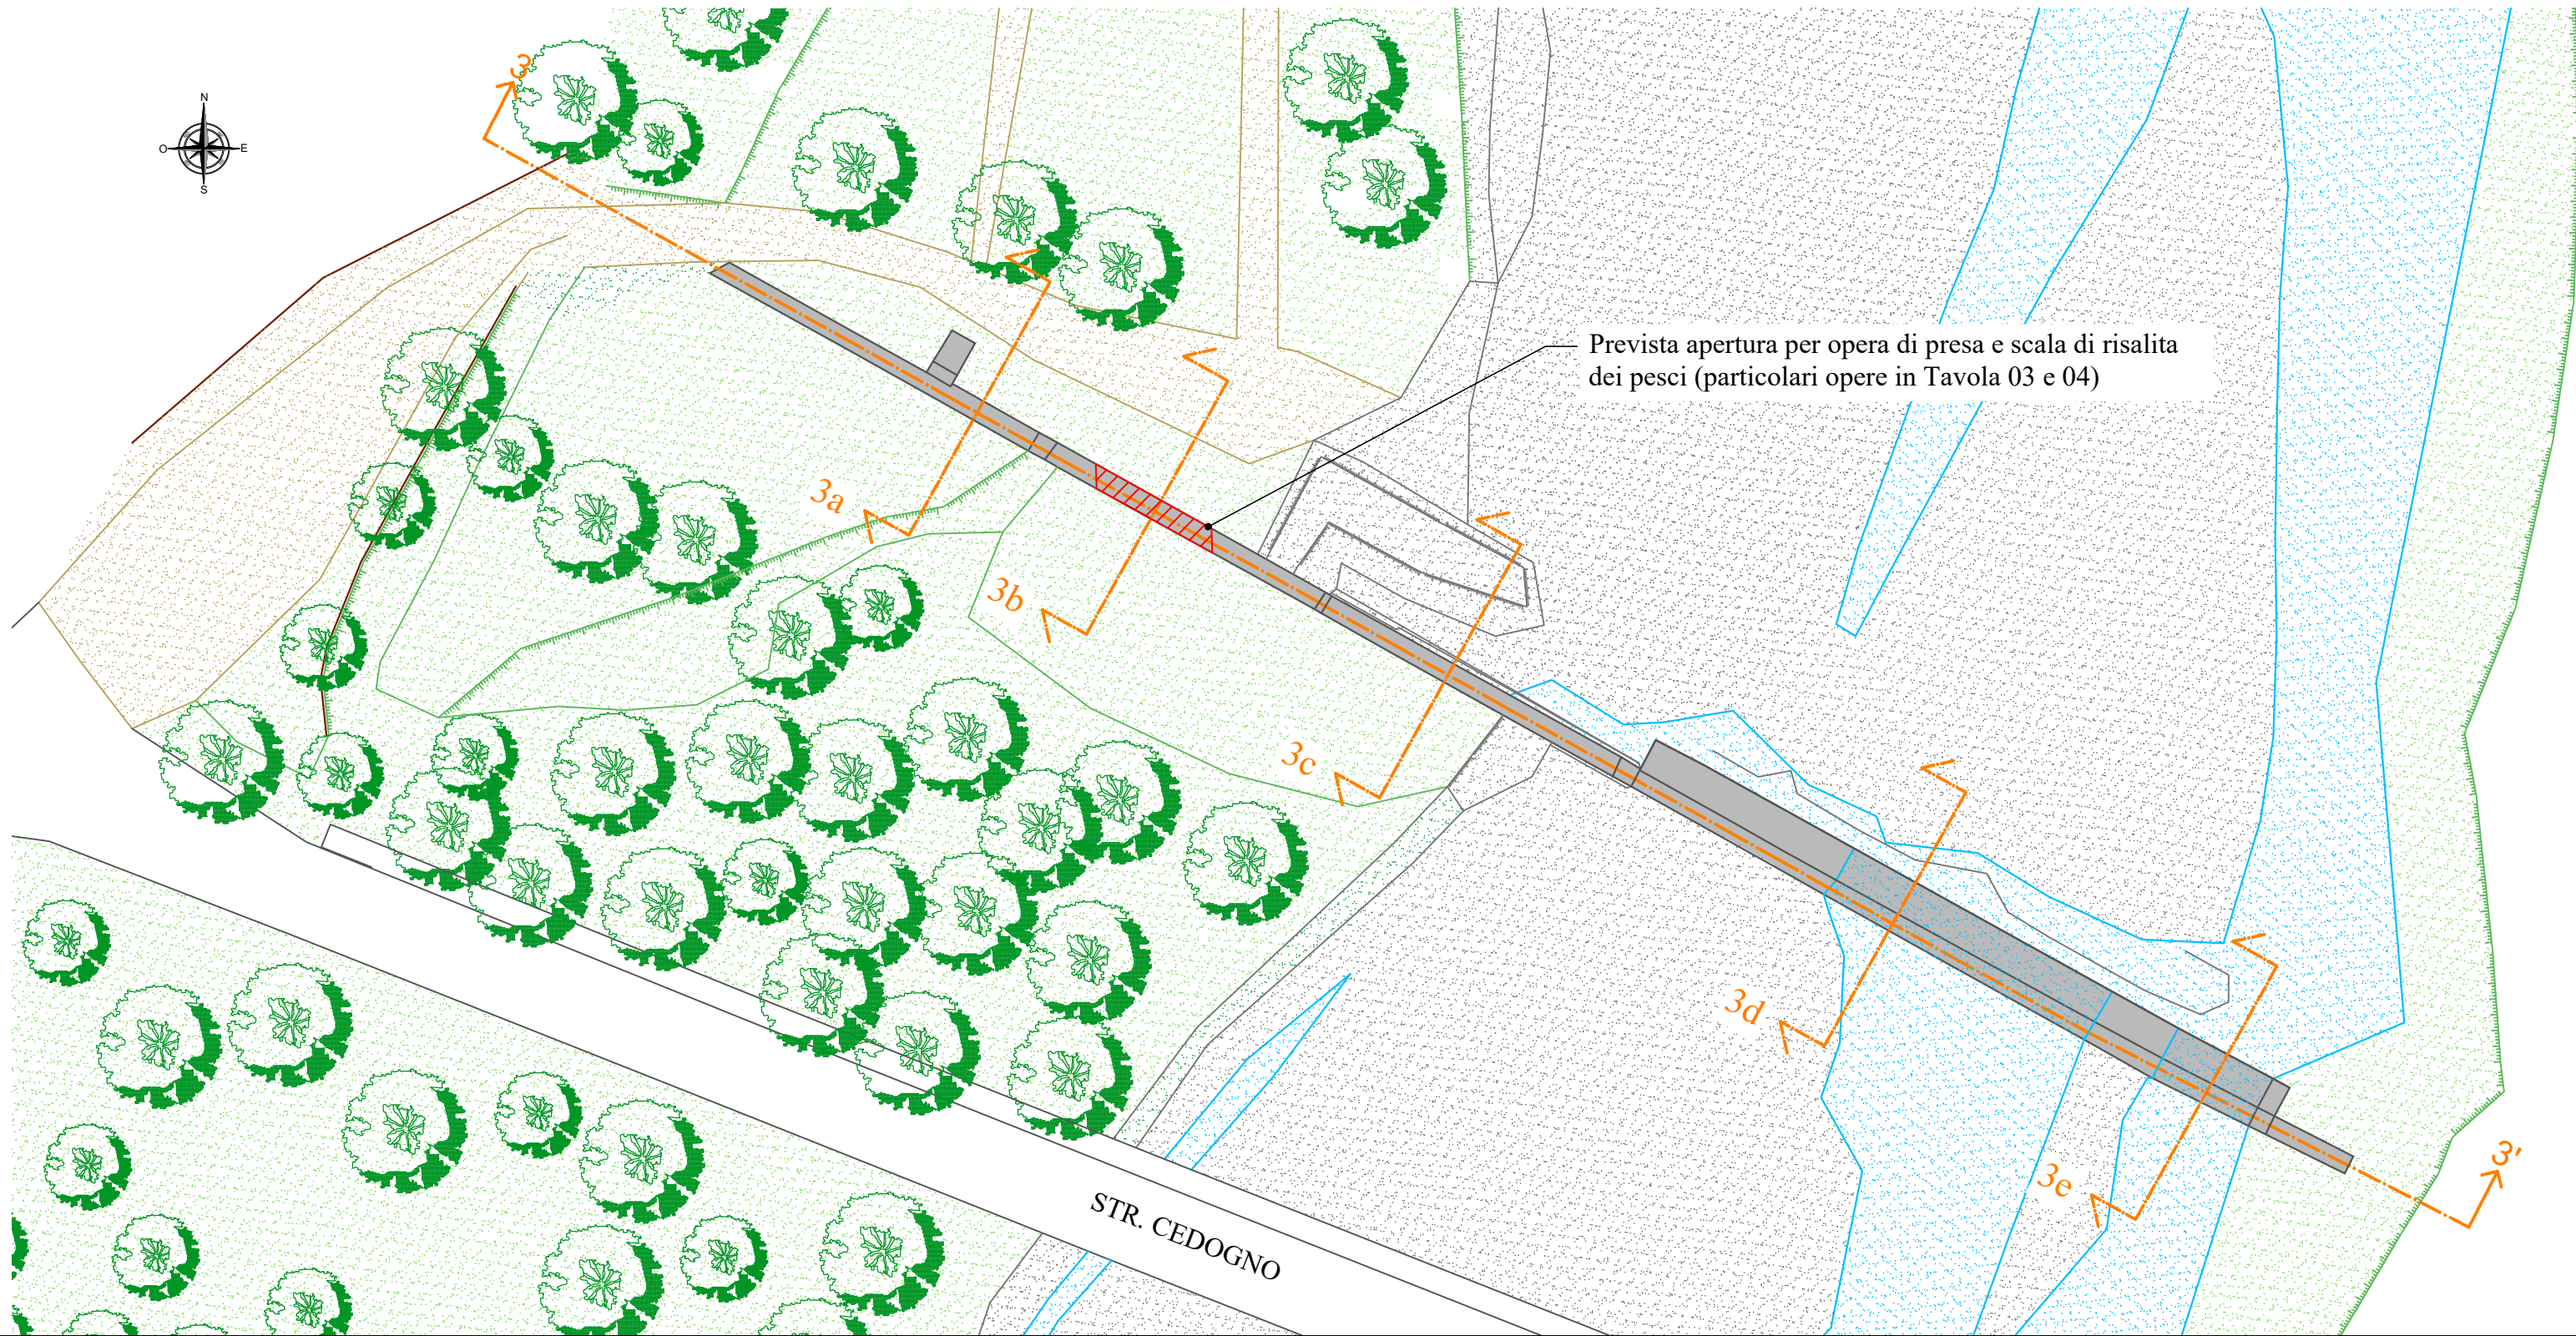 3
N
O
E
S
Prevista apertura per opera di presa e scala di risalita
dei pesci (particolari opere in Tavola 03 e 04)
3a
3b
3c
3d
3e
3'
STR. CEDOGNO